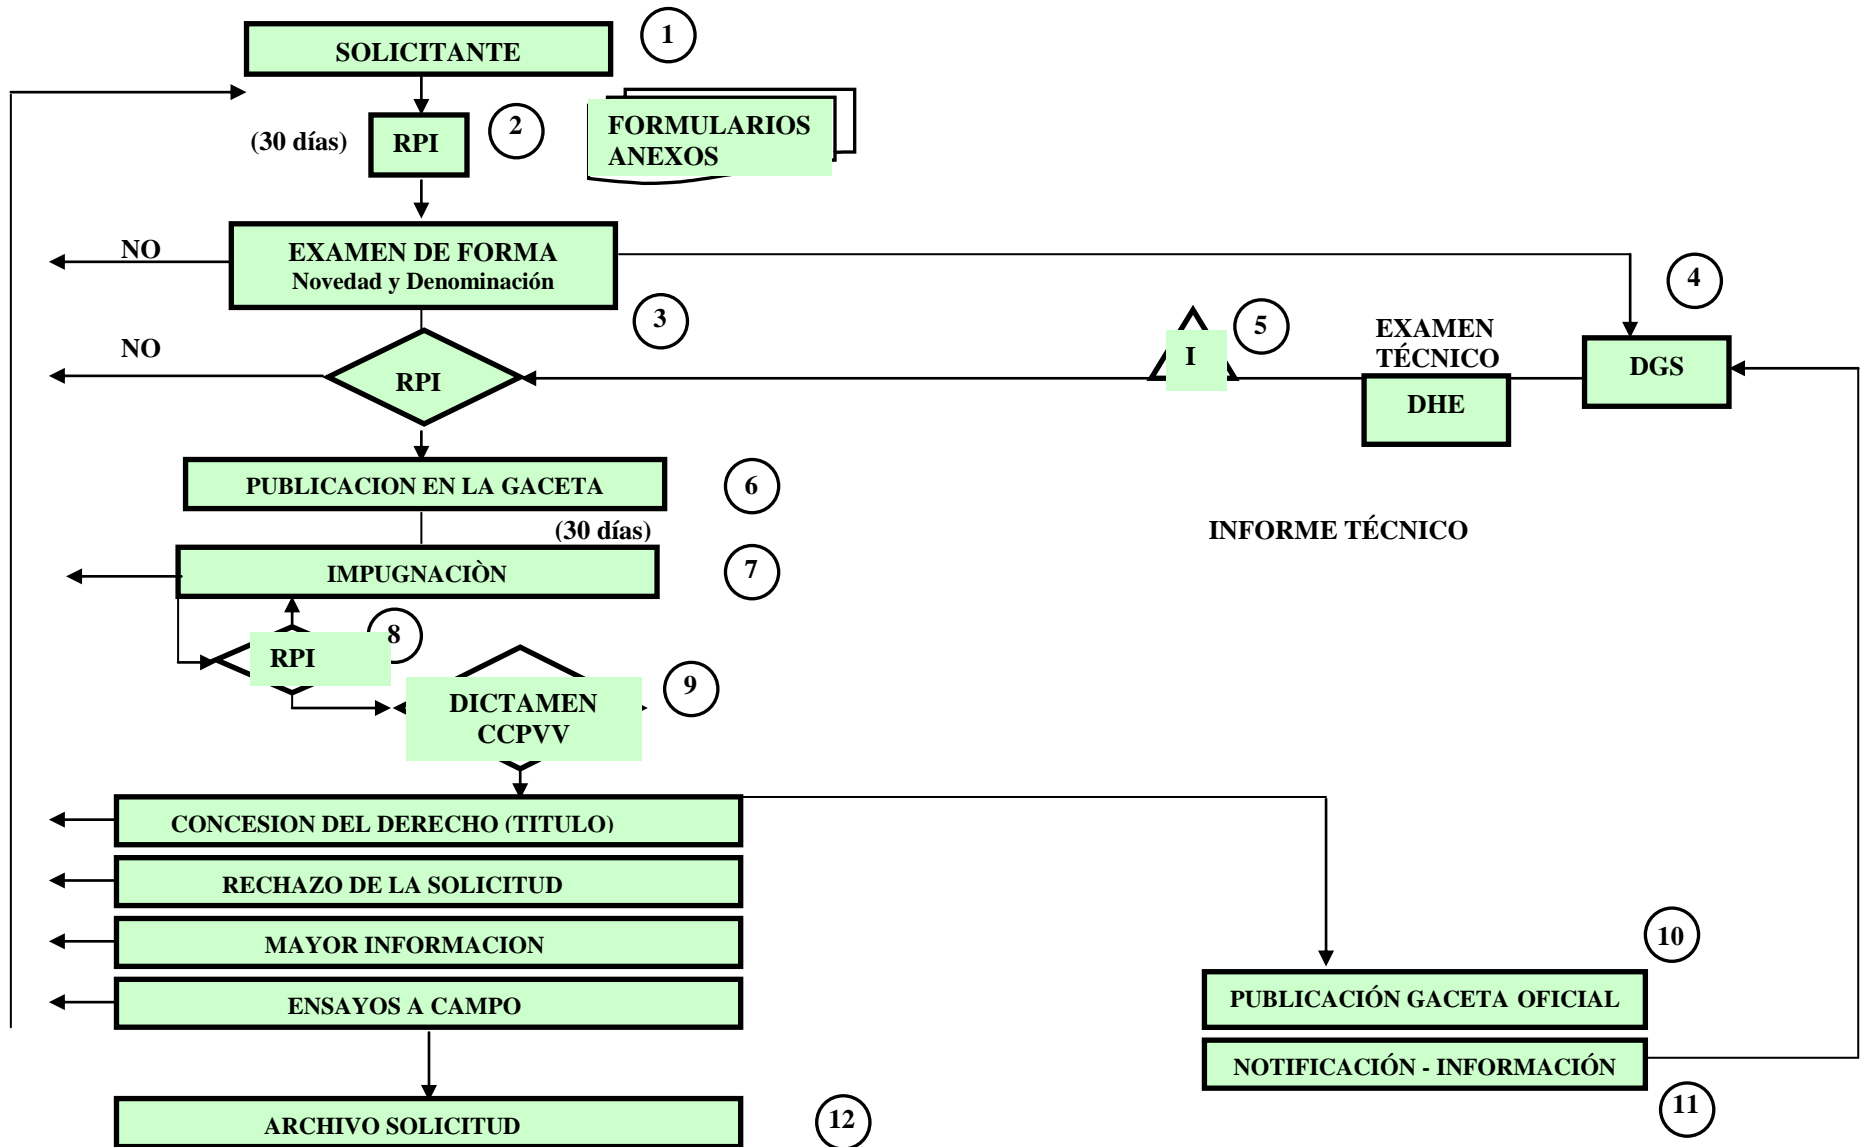 1
SOLICITANTE
2
(30 días)
RPI
FORMULARIOS
ANEXOS
NO
EXAMEN DE FORMA
Novedad y Denominación
4
3
5
NO
EXAMEN
TÉCNICO
I
RPI
DGS
DHE
PUBLICACION EN LA GACETA
6
(30 días)
INFORME TÉCNICO
IMPUGNACIÒN
7
8
RPI
9
DICTAMEN
CCPVV
CONCESION DEL DERECHO (TITULO)
RECHAZO DE LA SOLICITUD
MAYOR INFORMACION
10
ENSAYOS A CAMPO
PUBLICACIÓN GACETA OFICIAL
NOTIFICACIÓN - INFORMACIÓN
11
ARCHIVO SOLICITUD
12